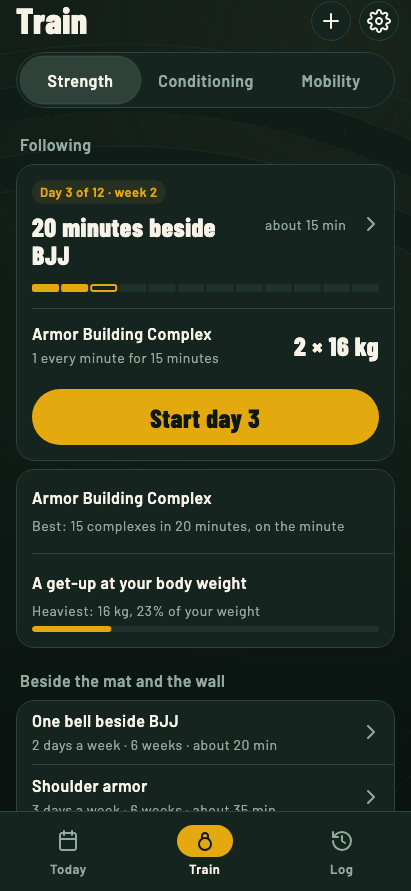 Train
Strength
Conditioning
Mobility
Following
Day 3 of 12 · week 2
20 minutes beside
BJJ
about 15 min
Armor Building Complex
1 every minute for 15 minutes
2 × 16 kg
Start day 3
Armor Building Complex
Best: 15 complexes in 20 minutes, on the minute
A get-up at your body weight
Heaviest: 16 kg, 23% of your weight
Beside the mat and the wall
One bell beside BJJ
2 days a week · 6 weeks · about 20 min
Shoulder armor
3 days a week · 6 weeks · about 35 min
Today
Train
Log